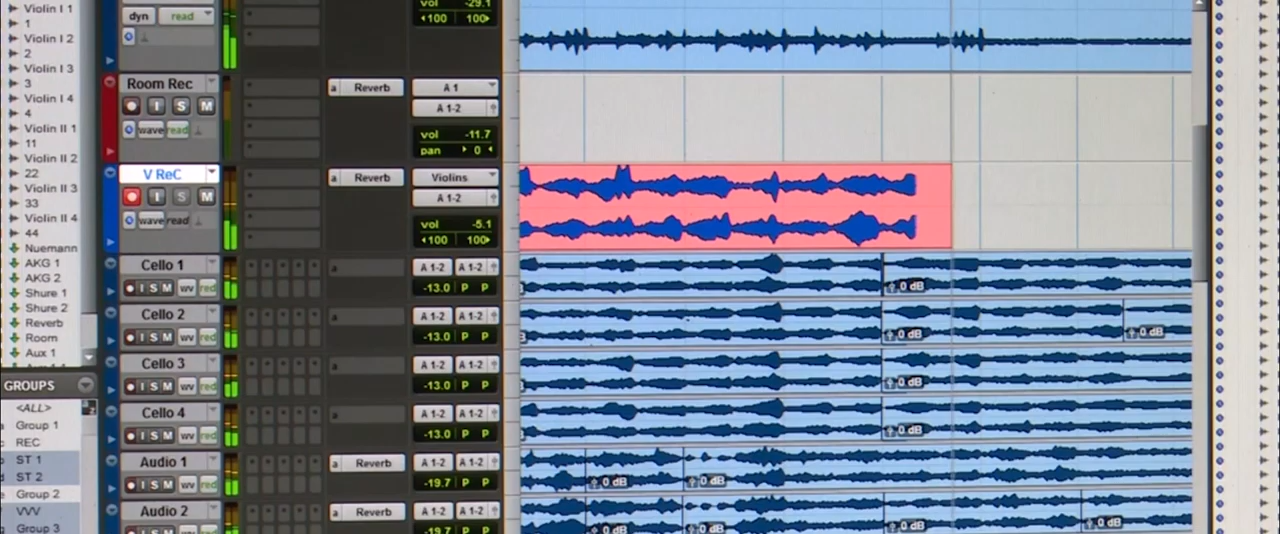 Violin I 1
1
Violin I 2
2
Violin I 3
3
Violin I 4
4
Violin II 1
11
Violin II 2
22
Violin II 3
33
Violin II 4
44
Nuemann
AKG 1
AKG 2
Shure 1
Shure 2
Reverb
Room
Aux 1
GROUPS
<ALL>
Group 1
REC
ST 1
ST 2
Group 2
VVV
Group 3
dyn read
vol -29.1
100 100
Room Rec
I S M
wave read
a Reverb
A 1
A 1-2
vol -11.7
pan 0
V ReC
I S M
wave read
a Reverb
Violins
A 1-2
vol -5.1
100 100
Cello 1
I S M wv red
a
A 1-2 A 1-2
-13.0 P P
0 dB
Cello 2
I S M wv red
a
A 1-2 A 1-2
-13.0 P P
0 dB
0 dB
Cello 3
I S M wv red
a
A 1-2 A 1-2
-13.0 P P
0 dB
Cello 4
I S M wv red
a
A 1-2 A 1-2
-13.0 P P
0 dB
Audio 1
I S M wv red
a Reverb
A 1-2 A 1-2
-19.7 P P
0 dB
0 dB
Audio 2
I S M wv red
a Reverb
A 1-2 A 1-2
-19.7 P P
0 dB
0 dB
0 dB
0 dB